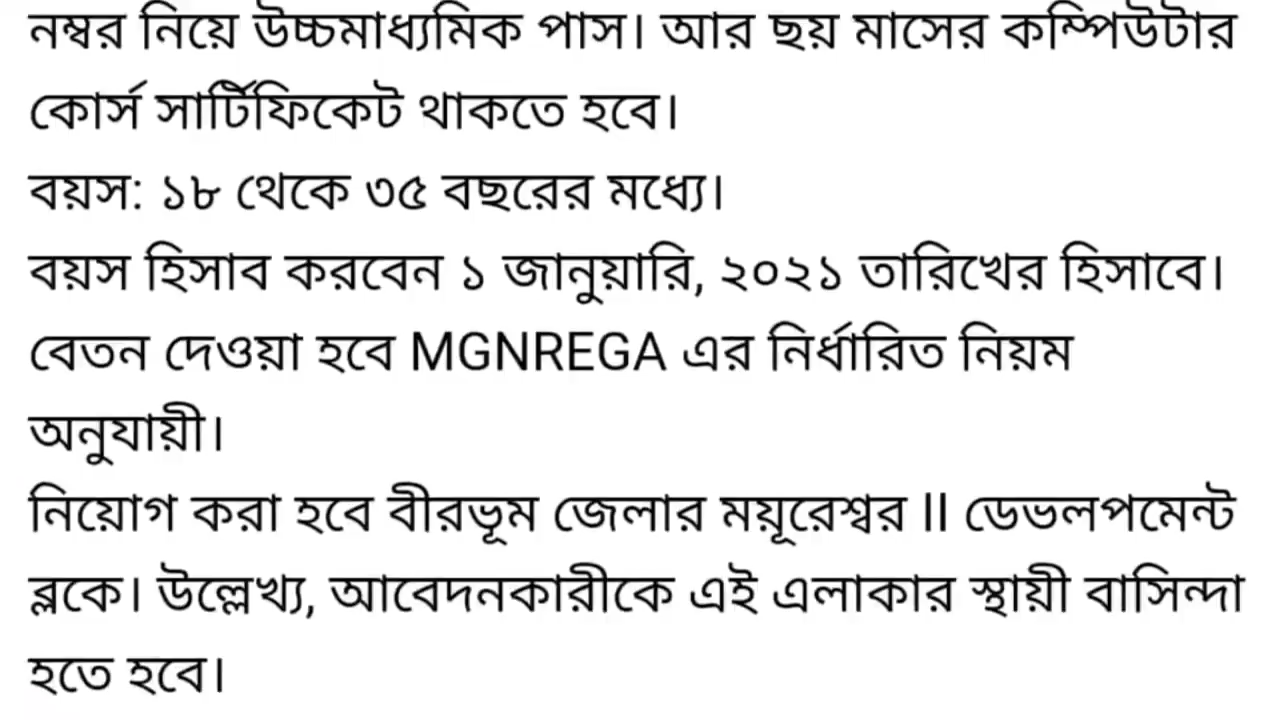 নম্বর নিয়ে উচ্চমাধ্যমিক পাস। আর ছয় মাসের কম্পিউটার
কোর্স সার্টিফিকেট থাকতে হবে।
বয়স: ১৮ থেকে ৩৫ বছরের মধ্যে।
বয়স হিসাব করবেন ১ জানুয়ারি, ২০২১ তারিখের হিসাবে।
বেতন দেওয়া হবে MGNREGA এর নির্ধারিত নিয়ম
অনুযায়ী।
নিয়োগ করা হবে বীরভূম জেলার ময়ূরেশ্বর II ডেভলপমেন্ট
ব্লকে। উল্লেখ্য, আবেদনকারীকে এই এলাকার স্থায়ী বাসিন্দা
হতে হবে।